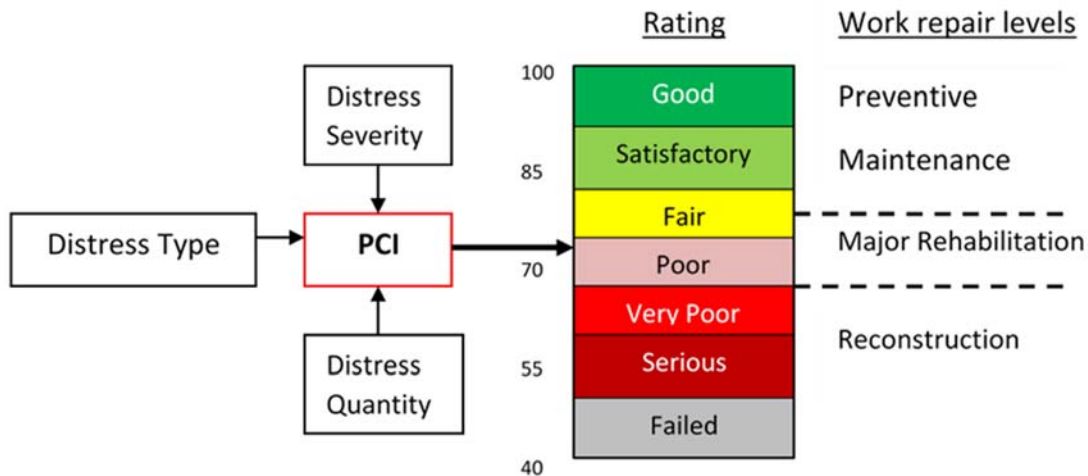 Rating
Work repair levels
100
Distress
Severity
Good
Preventive
Satisfactory
Maintenance
85
Distress Type
PCI
Fair
Major Rehabilitation
70
Poor
Distress
Quantity
Very Poor
Reconstruction
55
Serious
Failed
40